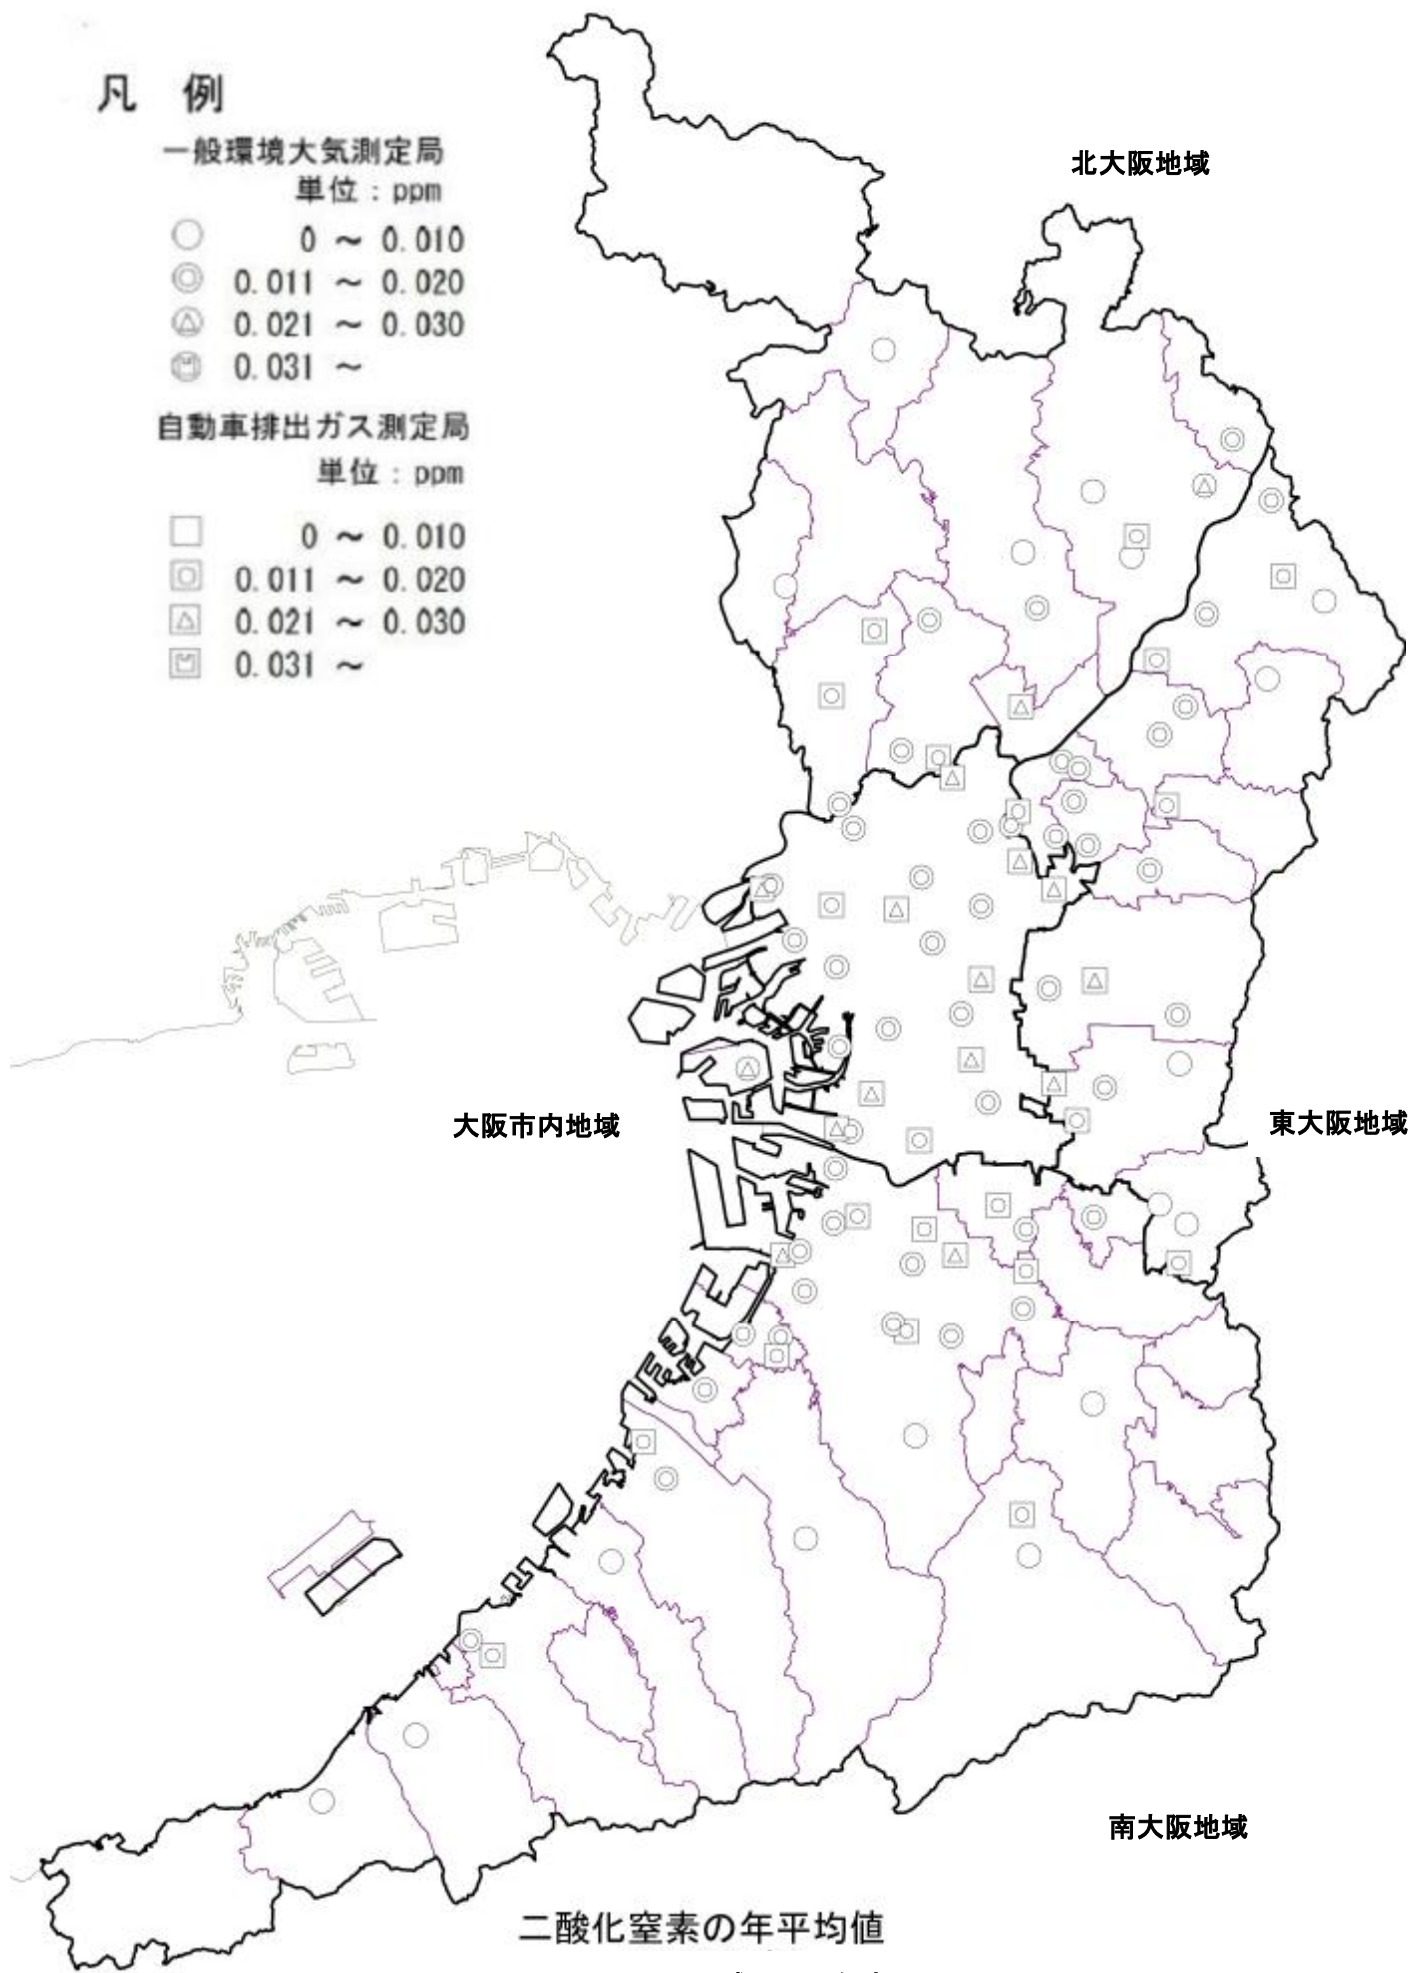 凡 例
一般環境大気測定局
単位：ppm
0 ～ 0.010
0.011 ～ 0.020
0.021 ～ 0.030
0.031 ～
自動車排出ガス測定局
単位：ppm
0 ～ 0.010
0.011 ～ 0.020
0.021 ～ 0.030
0.031 ～
北大阪地域
大阪市内地域
東大阪地域
南大阪地域
二酸化窒素の年平均値